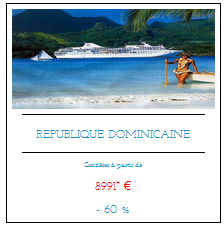 REPUBLIQUE DOMINICAINE
Croisières à partir de
8991* €
- 60 %